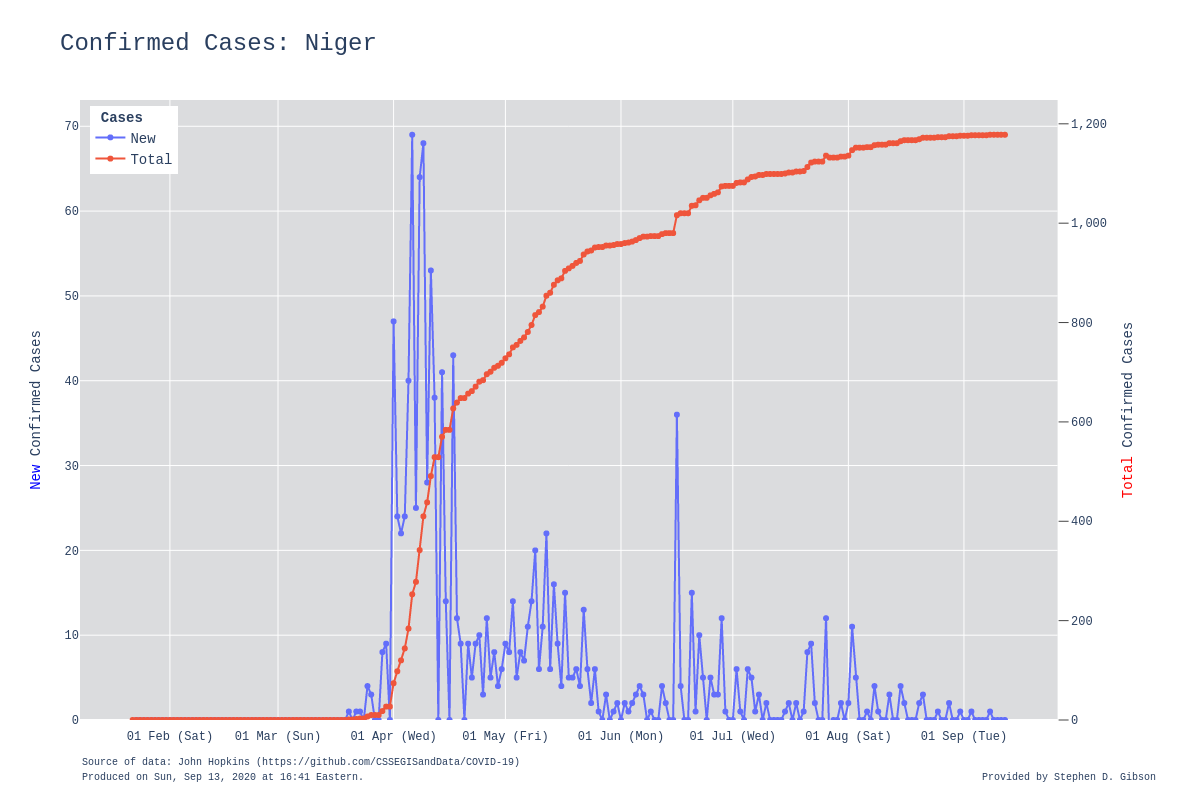 Confirmed Cases: Niger
Cases
New
Total
70
60
50
40
30
20
10
0
1,200
1,000
800
600
400
200
0
New Confirmed Cases
Total Confirmed Cases
01 Feb (Sat)
01 Mar (Sun)
01 Apr (Wed)
01 May (Fri)
01 Jun (Mon)
01 Jul (Wed)
01 Aug (Sat)
01 Sep (Tue)
Source of data: John Hopkins (https://github.com/CSSEGISandData/COVID-19)
Produced on Sun, Sep 13, 2020 at 16:41 Eastern.
Provided by Stephen D. Gibson